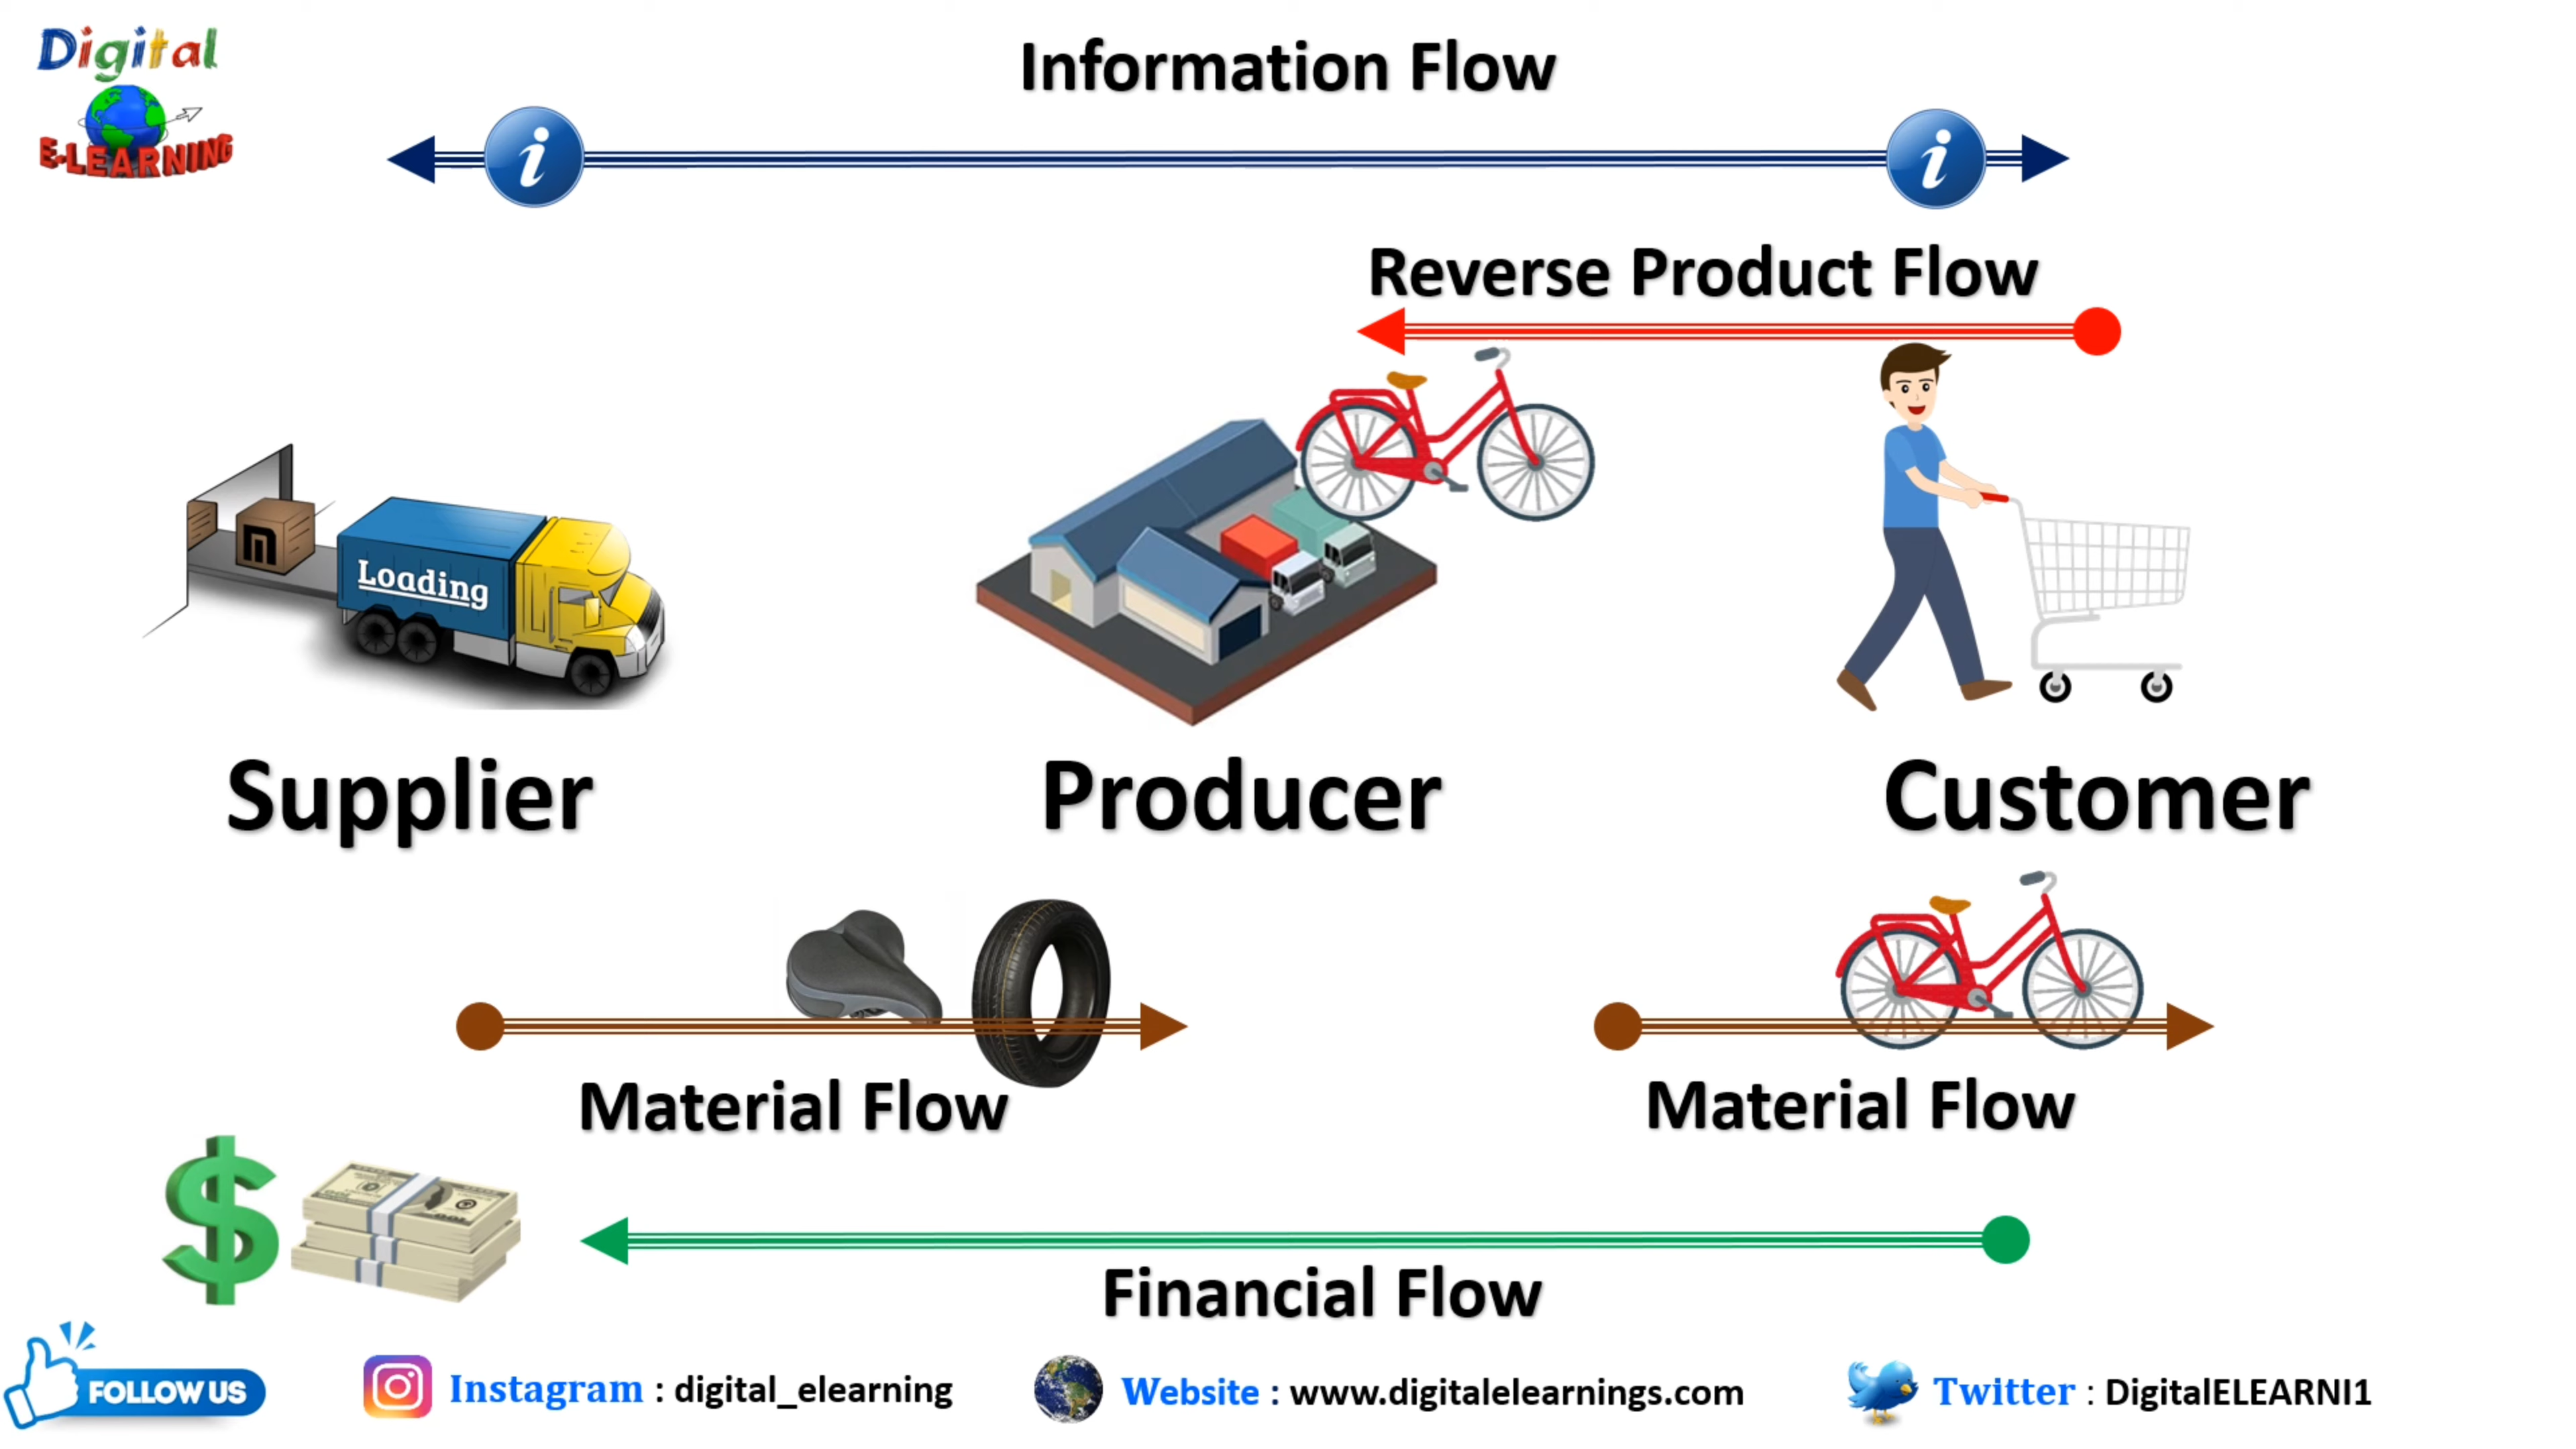 Digital
E-LEARNING
Information Flow
Reverse Product Flow
Loading
Supplier
Producer
Customer
Material Flow
Material Flow
$
Financial Flow
FOLLOW US
Instagram : digital_elearning
Website : www.digitalelearnings.com
Twitter : DigitalELEARNI1